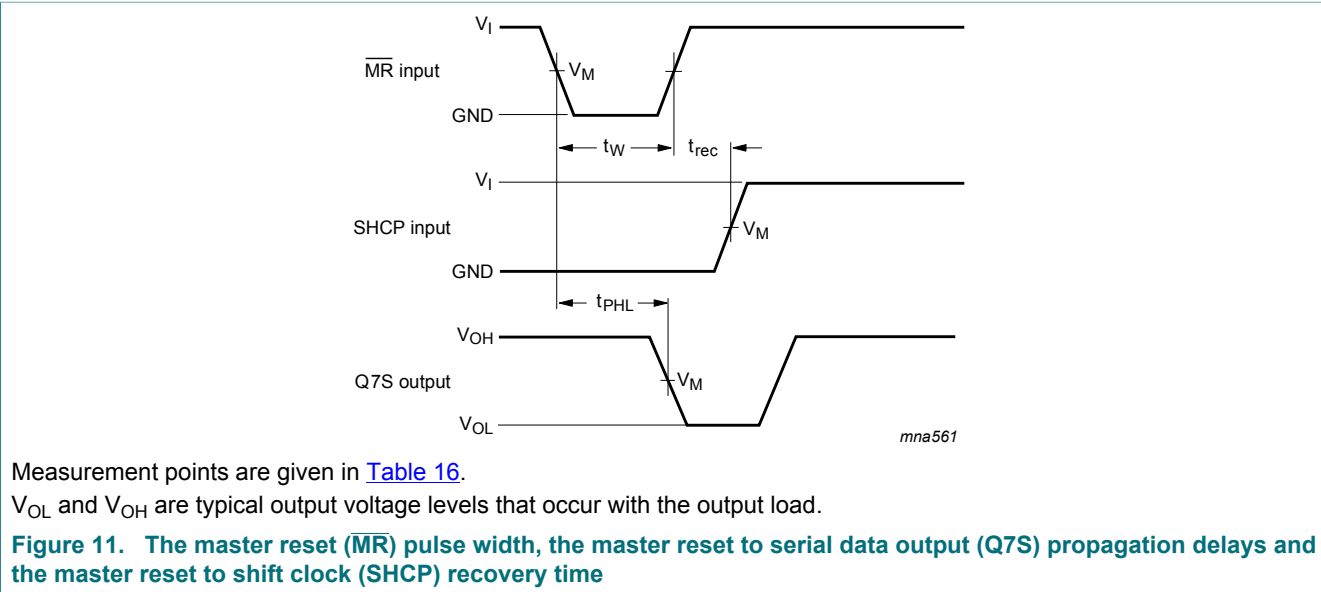 V_I
M̅R̅ input
V_M
GND
t_W
t_rec
V_I
SHCP input
V_M
GND
t_PHL
V_OH
Q7S output
V_M
V_OL
mna561
Measurement points are given in Table 16.
V_OL and V_OH are typical output voltage levels that occur with the output load.
Figure 11. The master reset (M̅R̅) pulse width, the master reset to serial data output (Q7S) propagation delays and
the master reset to shift clock (SHCP) recovery time